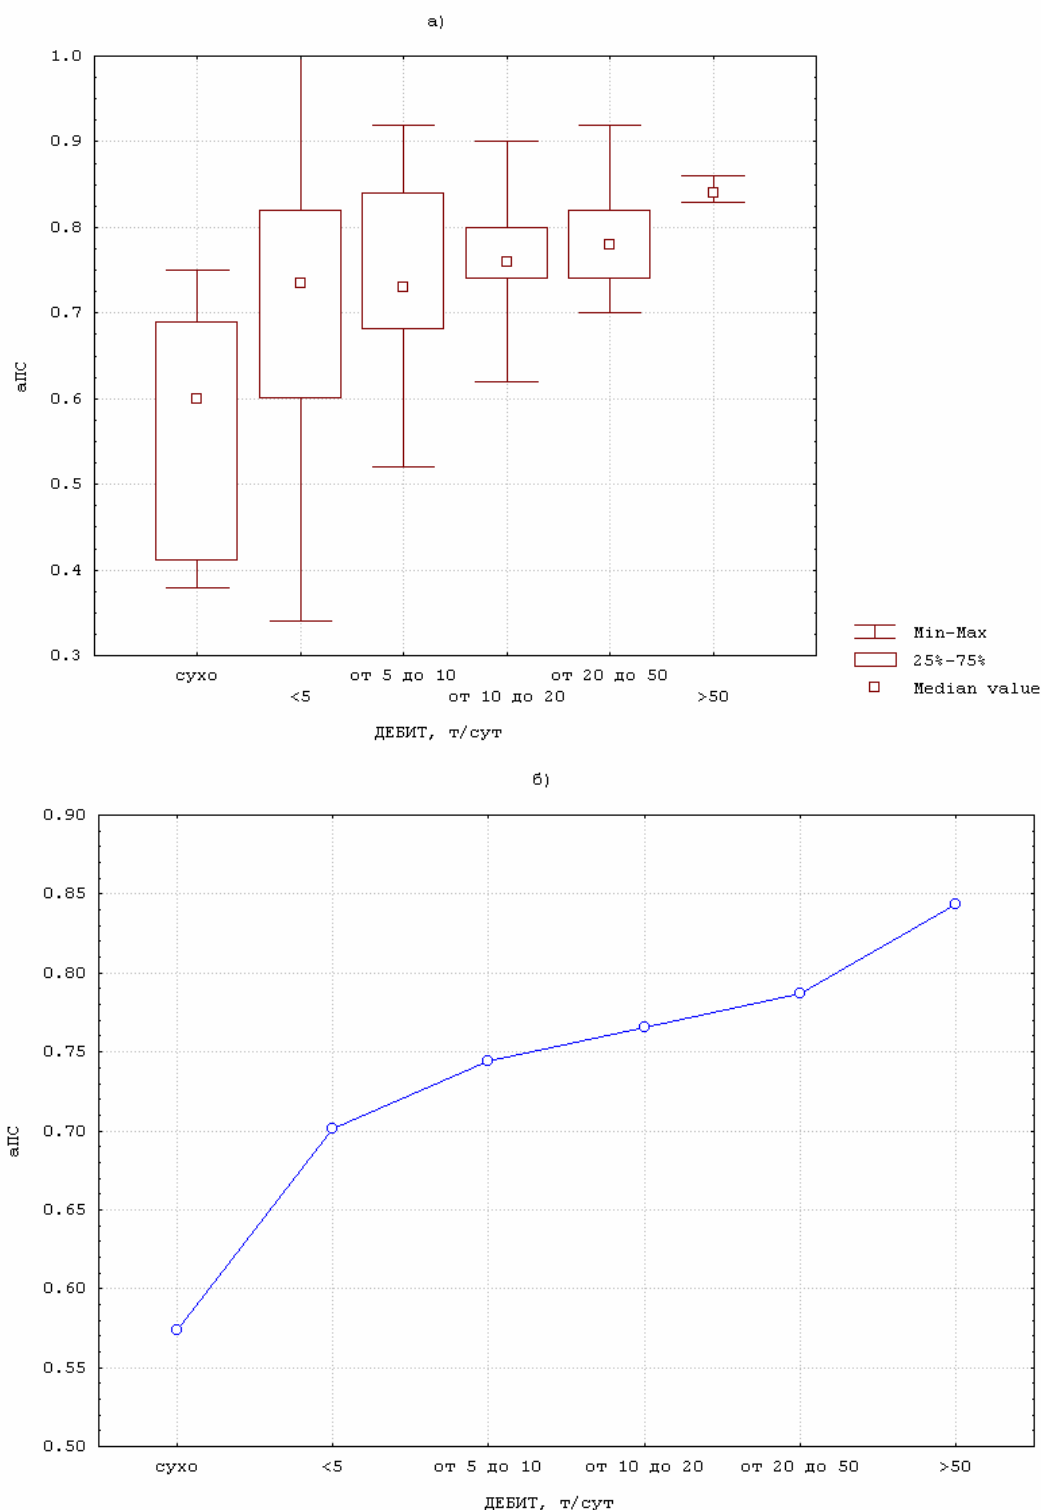 а)
1.0
0.9
0.8
0.7
0.6
0.5
0.4
0.3
аПС
сухо
<5
от 5 до 10
от 10 до 20
от 20 до 50
>50
ДЕБИТ, т/сут
Min-Max
25%-75%
Median value
б)
0.90
0.85
0.80
0.75
0.70
0.65
0.60
0.55
0.50
аПС
сухо
<5
от 5 до 10
от 10 до 20
от 20 до 50
>50
ДЕБИТ, т/сут